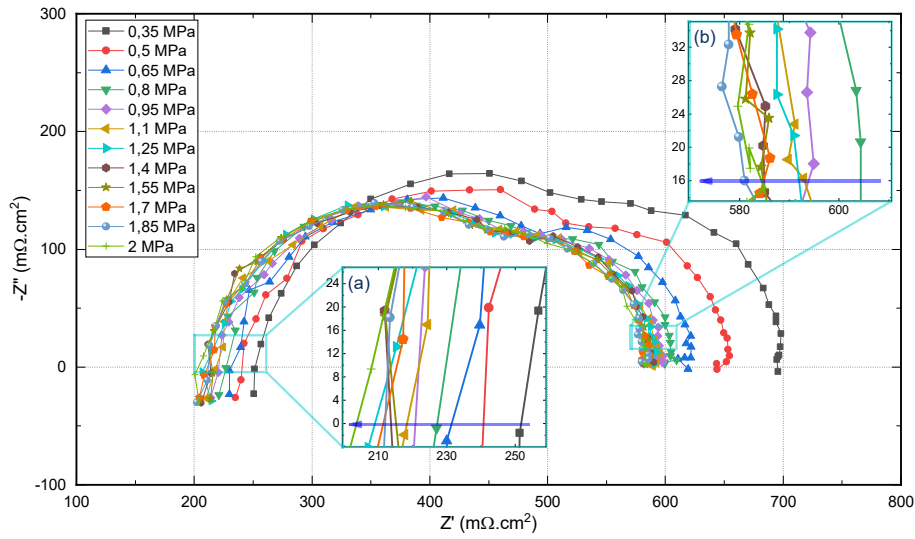 -Z'' (mΩ.cm²)
300
200
100
0
-100
0,35 MPa
0,5 MPa
0,65 MPa
0,8 MPa
0,95 MPa
1,1 MPa
1,25 MPa
1,4 MPa
1,55 MPa
1,7 MPa
1,85 MPa
2 MPa
(b)
32
28
24
20
16
580
600
(a)
24
20
16
12
8
4
0
210
230
250
100
200
300
400
500
600
700
800
Z' (mΩ.cm²)